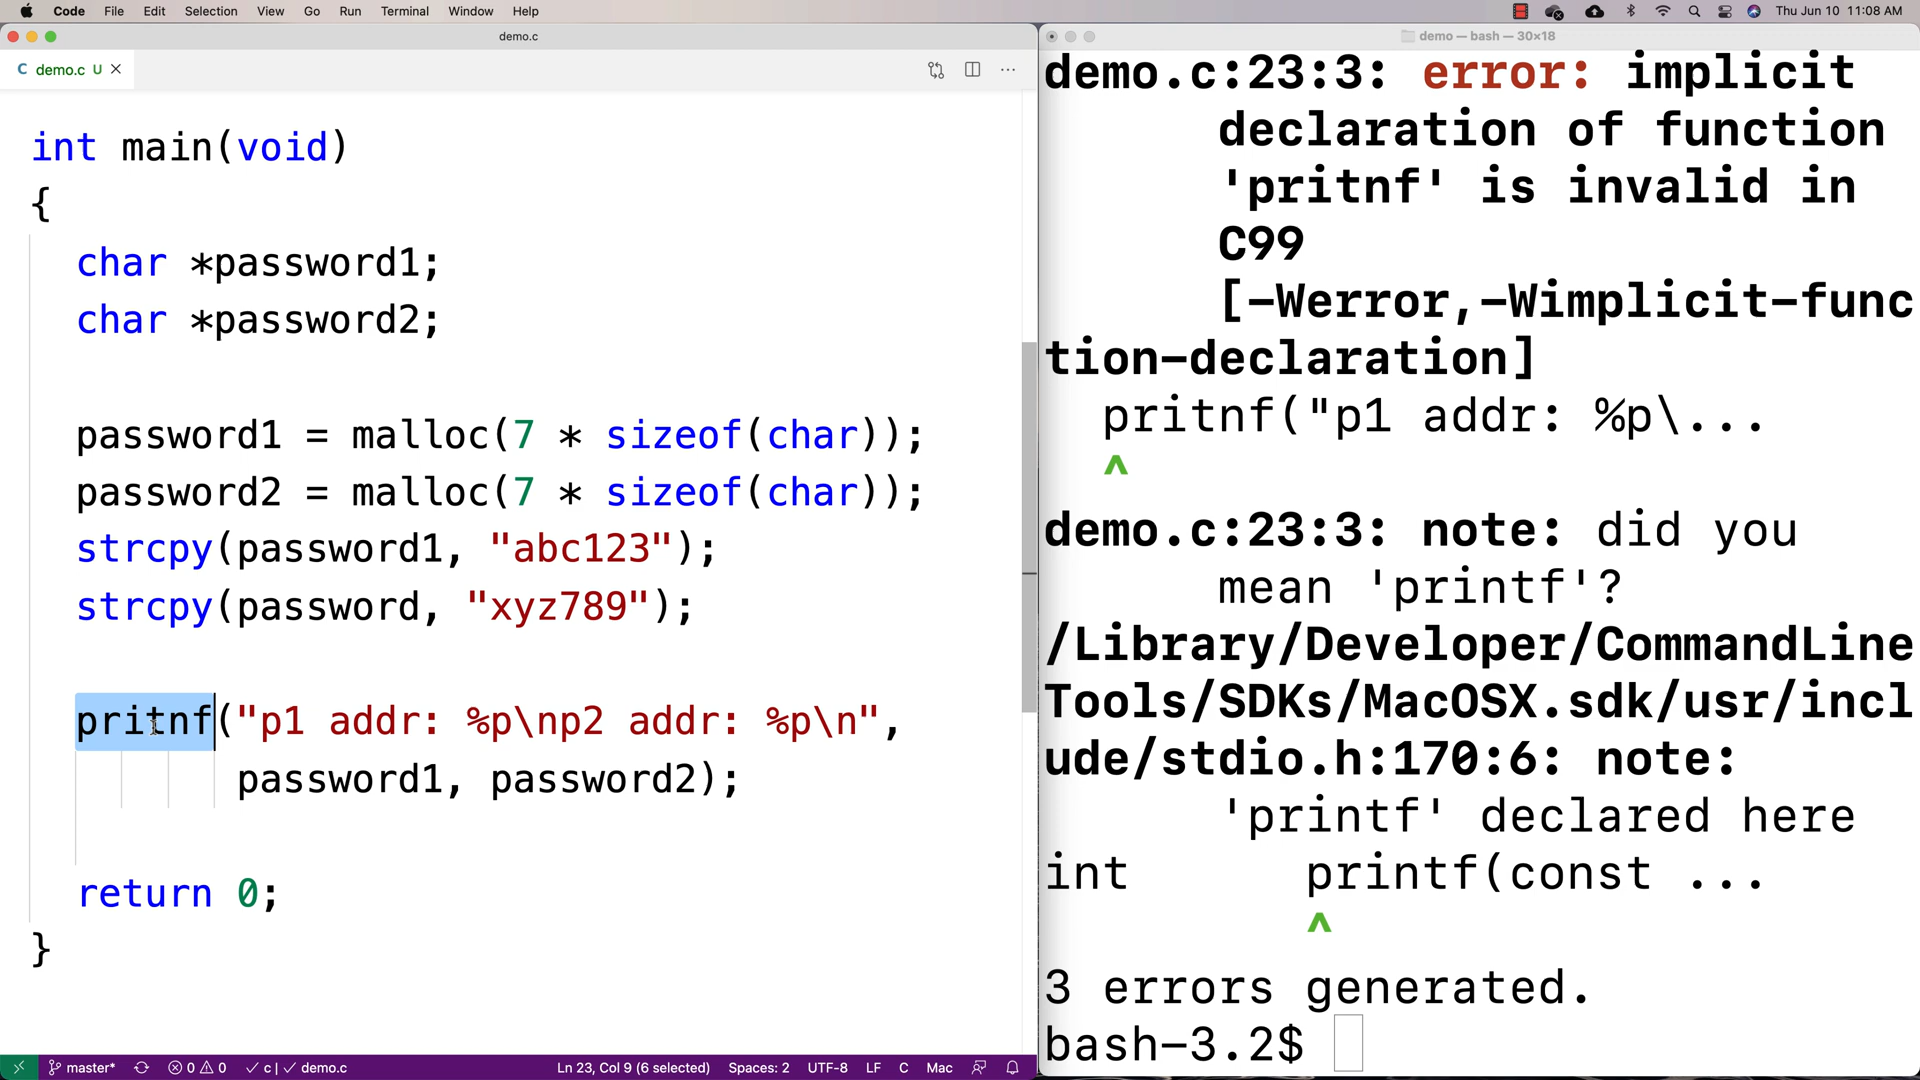 Code File Edit Selection View Go Run Terminal Window Help Thu Jun 10 11:08 AM
demo.c
C demo.c U
int main(void)
{
char *password1;
char *password2;
password1 = malloc(7 * sizeof(char));
password2 = malloc(7 * sizeof(char));
strcpy(password1, "abc123");
strcpy(password, "xyz789");
pritnf("p1 addr: %p\np2 addr: %p\n",
password1, password2);
return 0;
}
master* 0 0 c | demo.c Ln 23, Col 9 (6 selected) Spaces: 2 UTF-8 LF C Mac
demo — bash — 30×18
demo.c:23:3: error: implicit
declaration of function
'pritnf' is invalid in
C99
[-Werror,-Wimplicit-func
tion-declaration]
pritnf("p1 addr: %p\...
^
demo.c:23:3: note: did you
mean 'printf'?
/Library/Developer/CommandLine
Tools/SDKs/MacOSX.sdk/usr/incl
ude/stdio.h:170:6: note:
'printf' declared here
int printf(const ...
^
3 errors generated.
bash-3.2$